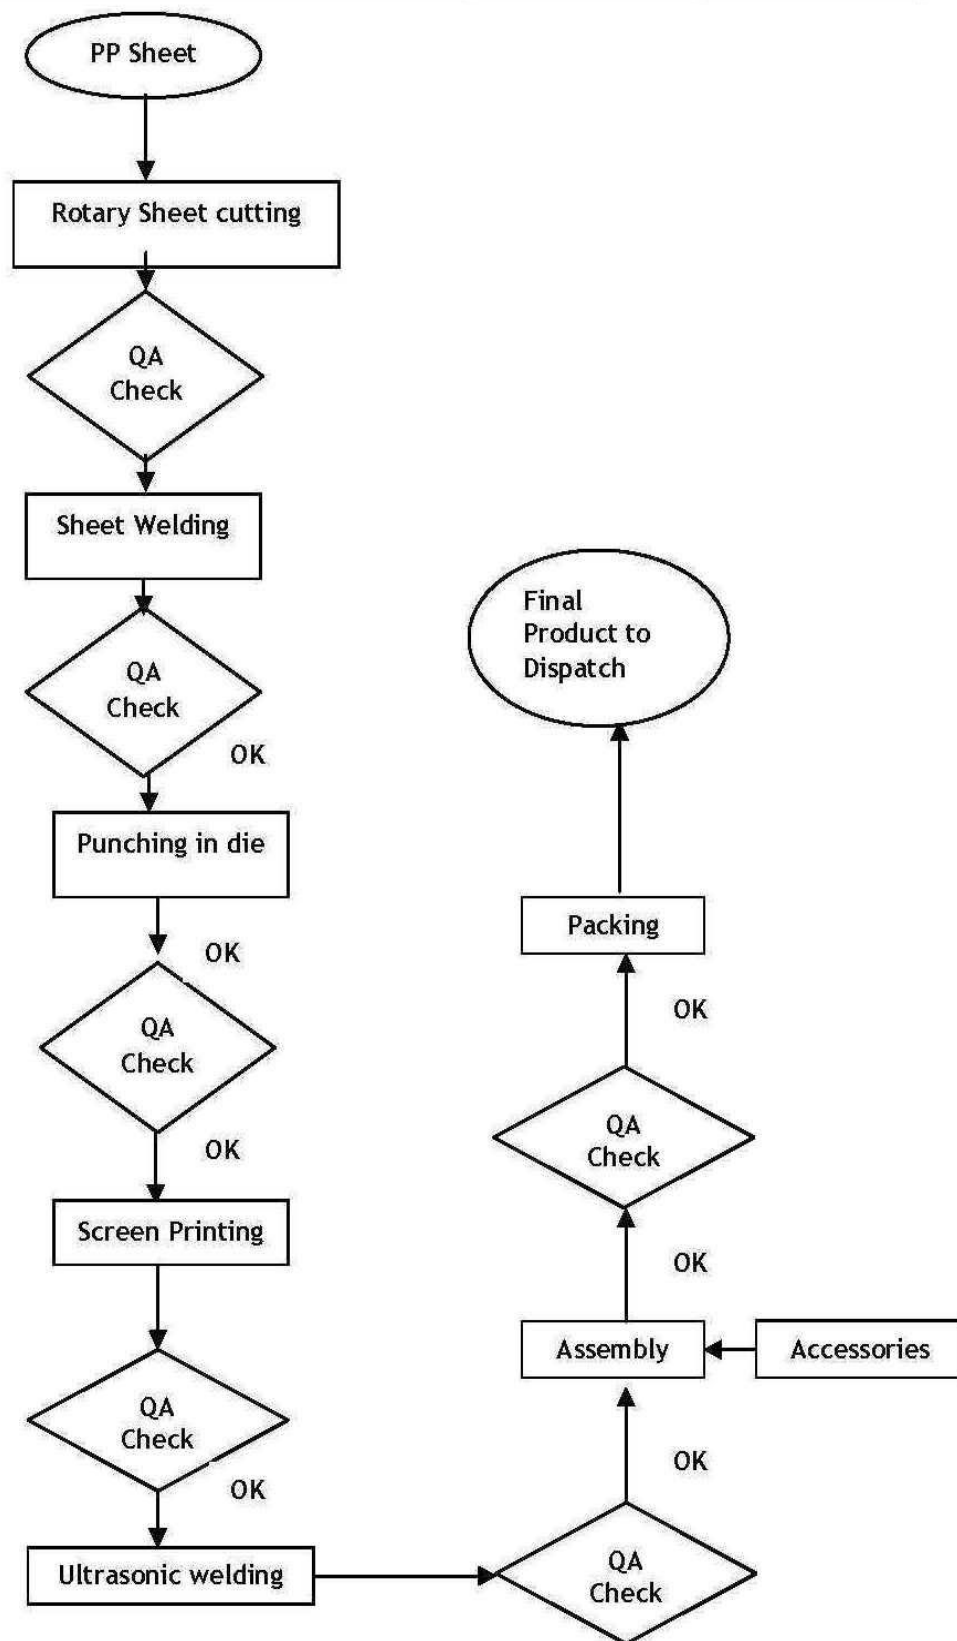 PP Sheet
Rotary Sheet cutting
QA
Check
Sheet Welding
QA
Check
OK
Punching in die
OK
QA
Check
OK
Screen Printing
QA
Check
OK
Ultrasonic welding
QA
Check
OK
Assembly
Accessories
OK
QA
Check
OK
Packing
Final
Product to
Dispatch